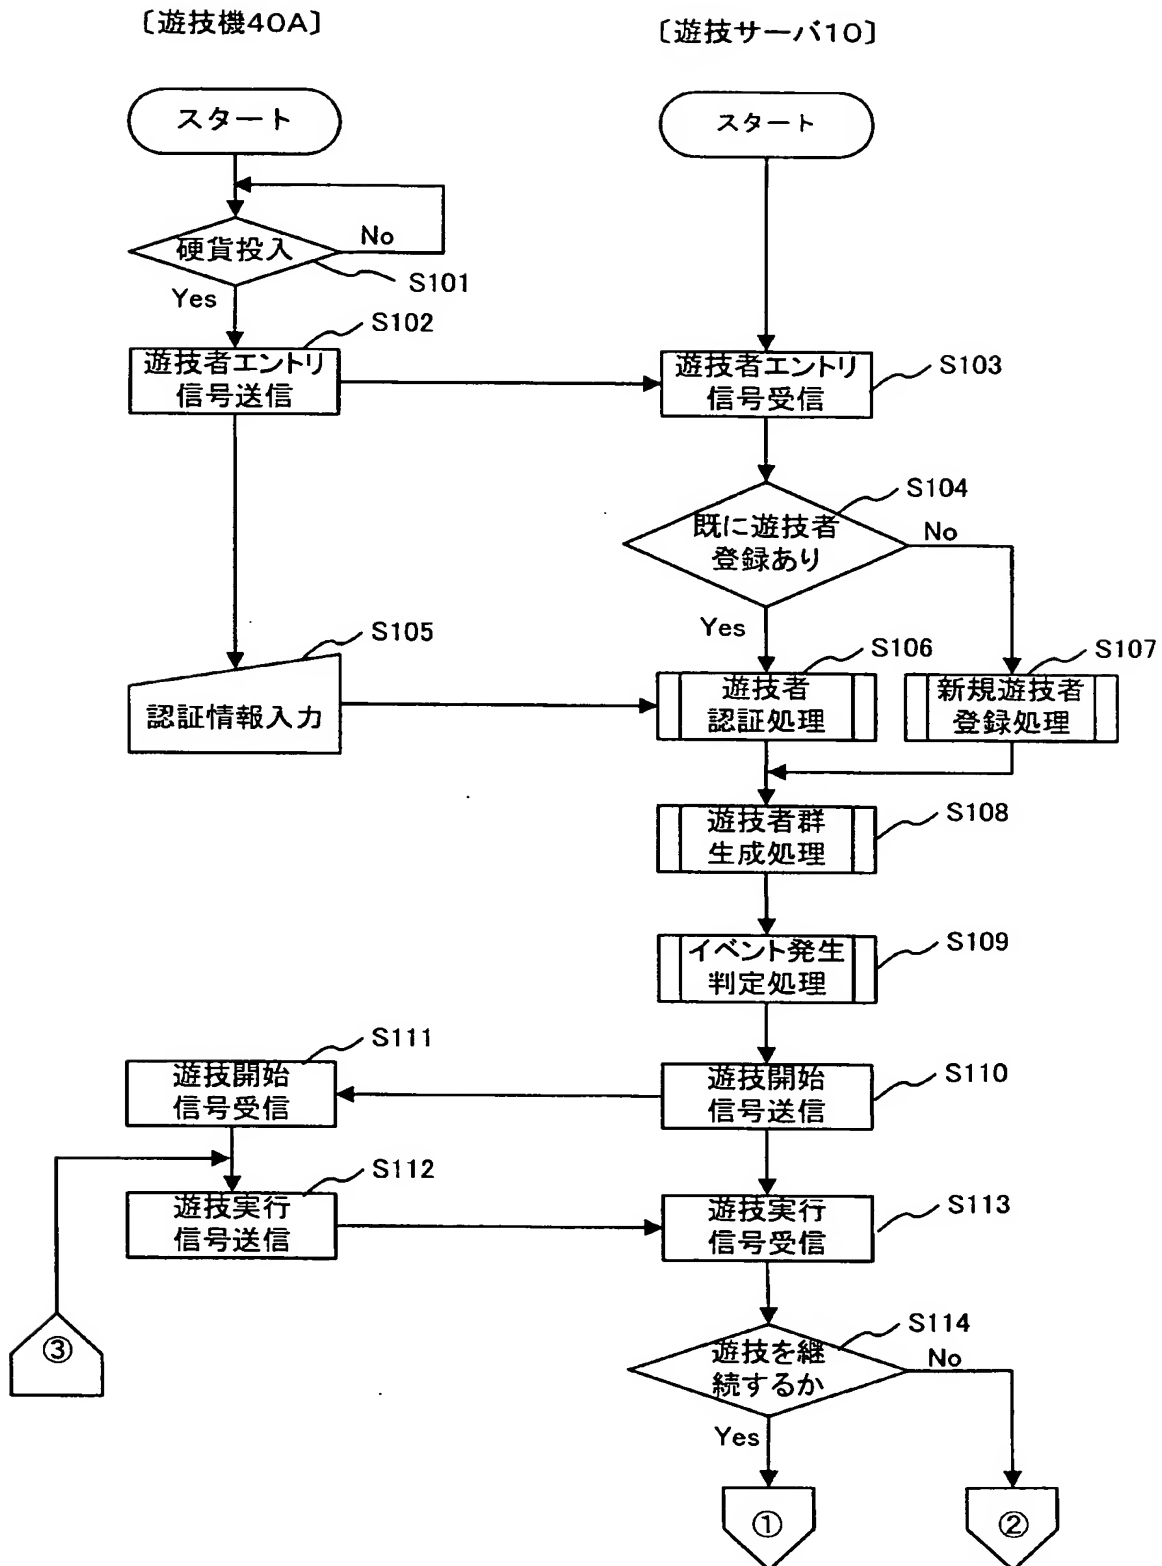 〔遊技機40A〕
〔遊技サーバ10〕
スタート
スタート
硬貨投入
No
S101
Yes
S102
遊技者エントリ
信号送信
遊技者エントリ
信号受信
S103
S104
既に遊技者
登録あり
No
Yes
S105
認証情報入力
S106
遊技者
認証処理
S107
新規遊技者
登録処理
遊技者群
生成処理
S108
イベント発生
判定処理
S109
S111
遊技開始
信号受信
遊技開始
信号送信
S110
S112
遊技実行
信号送信
遊技実行
信号受信
S113
③
S114
遊技を継
続するか
No
Yes
①
②